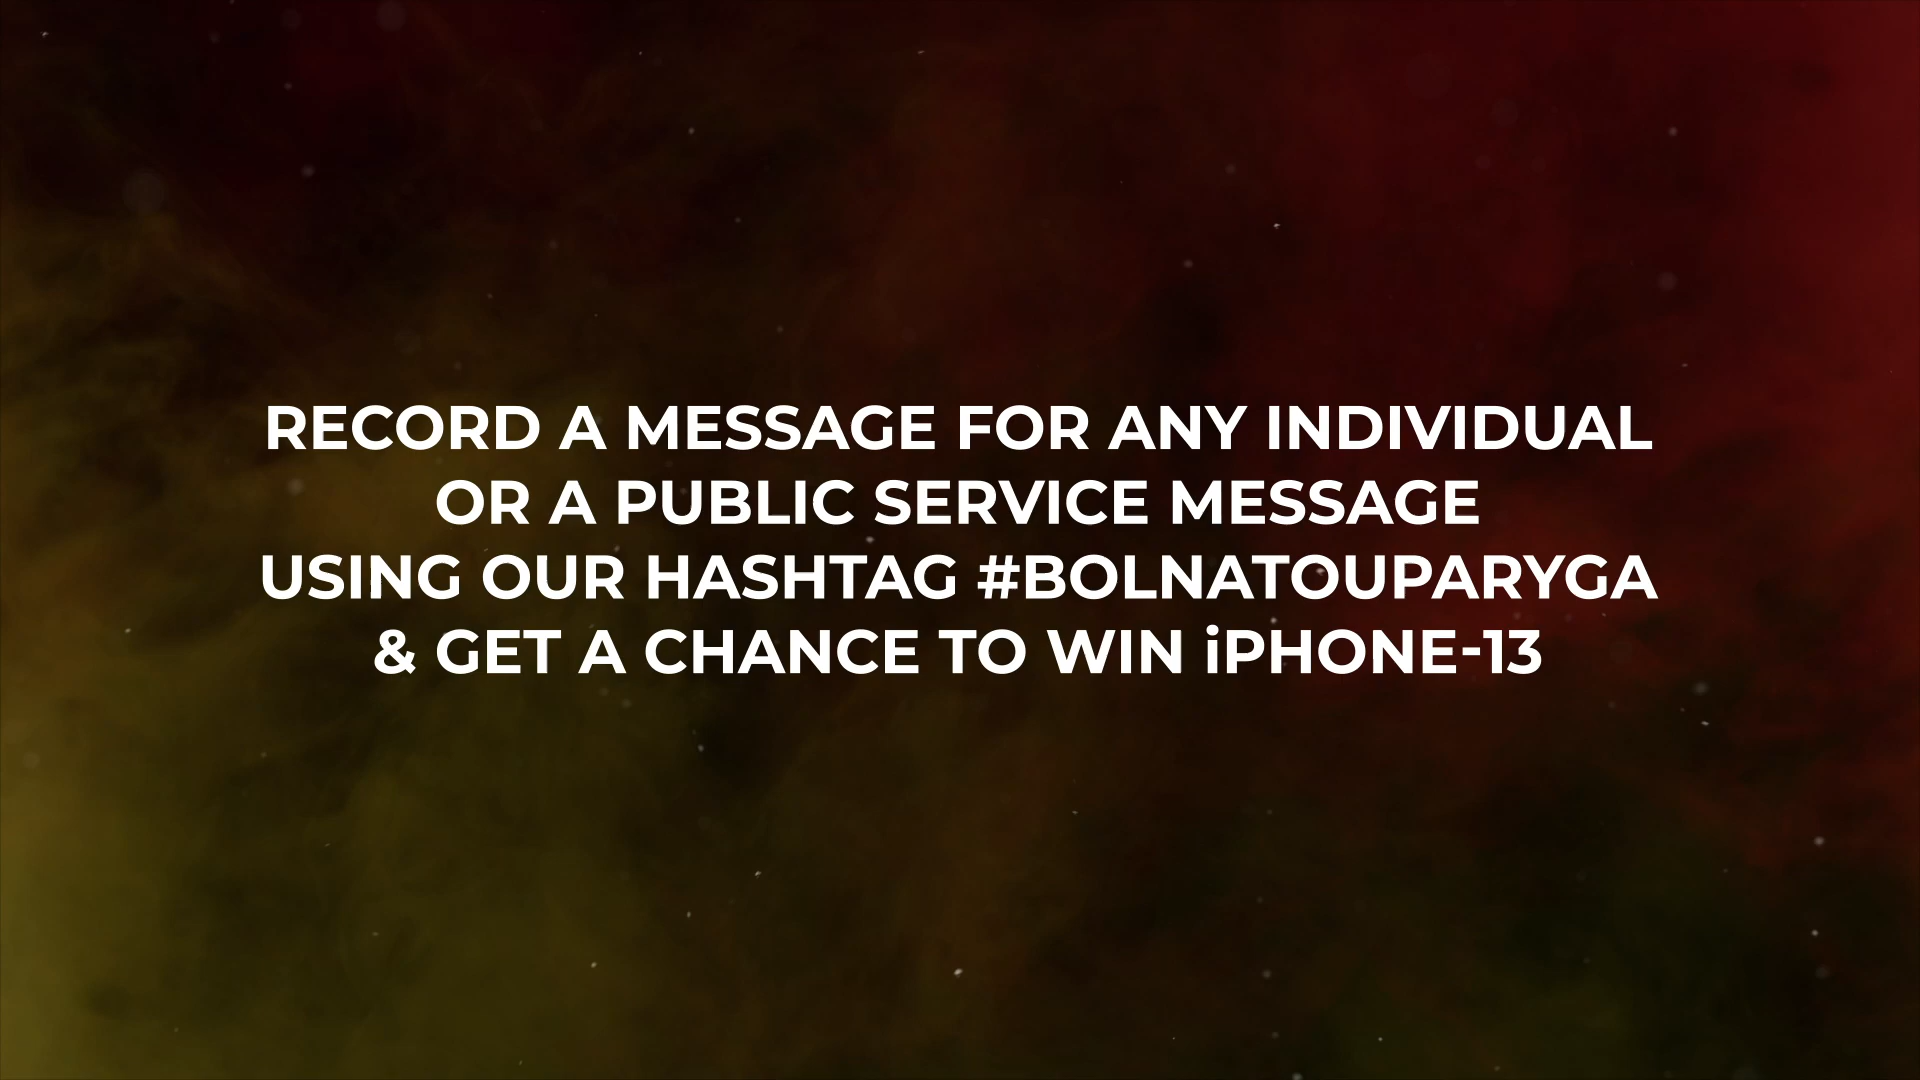 RECORD A MESSAGE FOR ANY INDIVIDUAL
OR A PUBLIC SERVICE MESSAGE
USING OUR HASHTAG #BOLNATOUPARYGA
& GET A CHANCE TO WIN iPHONE-13